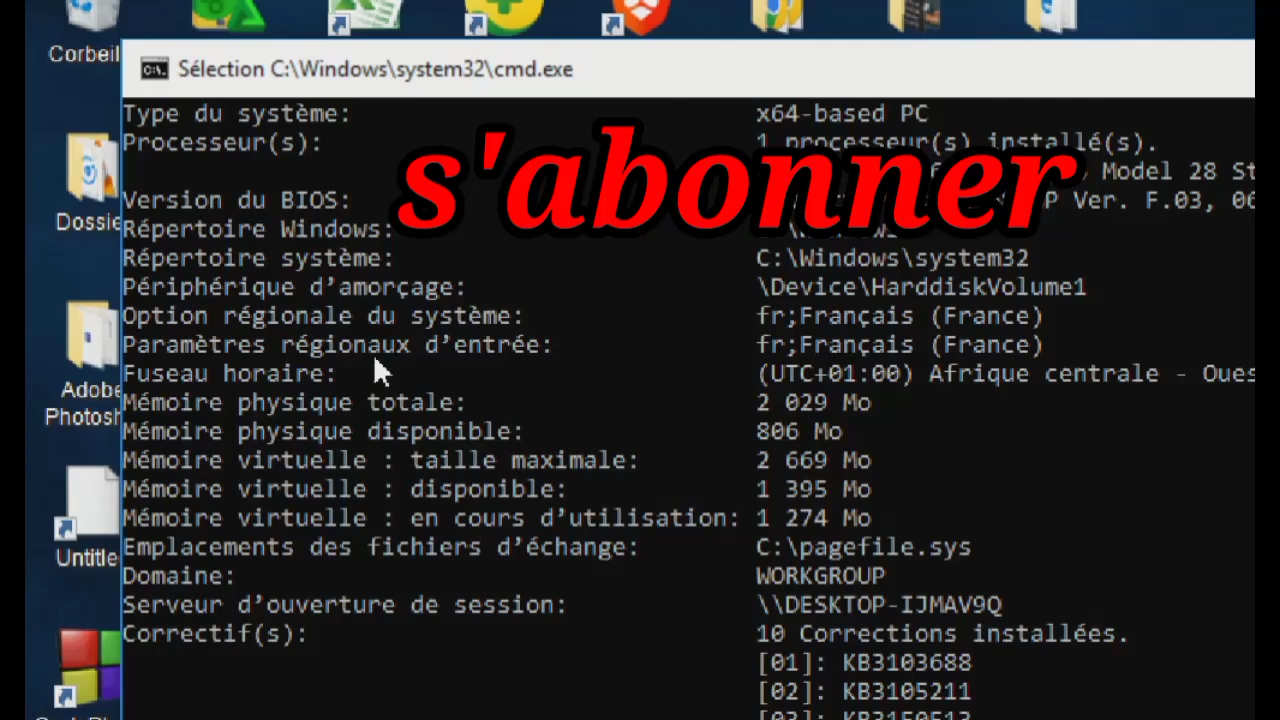 Corbeil
Sélection C:\Windows\system32\cmd.exe
Type du système: x64-based PC
Processeur(s): 1 processeur(s) installé(s).
s'abonner
Model 28 St
Version du BIOS: P Ver. F.03, 06
Dossie
Répertoire Windows:
Répertoire système: C:\Windows\system32
Périphérique d’amorçage: \Device\HarddiskVolume1
Option régionale du système: fr;Français (France)
Paramètres régionaux d’entrée: fr;Français (France)
Fuseau horaire: (UTC+01:00) Afrique centrale - Oues
Adobe
Photosh
Mémoire physique totale: 2 029 Mo
Mémoire physique disponible: 806 Mo
Mémoire virtuelle : taille maximale: 2 669 Mo
Mémoire virtuelle : disponible: 1 395 Mo
Mémoire virtuelle : en cours d’utilisation: 1 274 Mo
Emplacements des fichiers d’échange: C:\pagefile.sys
Untitle
Domaine: WORKGROUP
Serveur d’ouverture de session: \\DESKTOP-IJMAV9Q
Correctif(s): 10 Corrections installées.
[01]: KB3103688
[02]: KB3105211
[03]: KB3150513